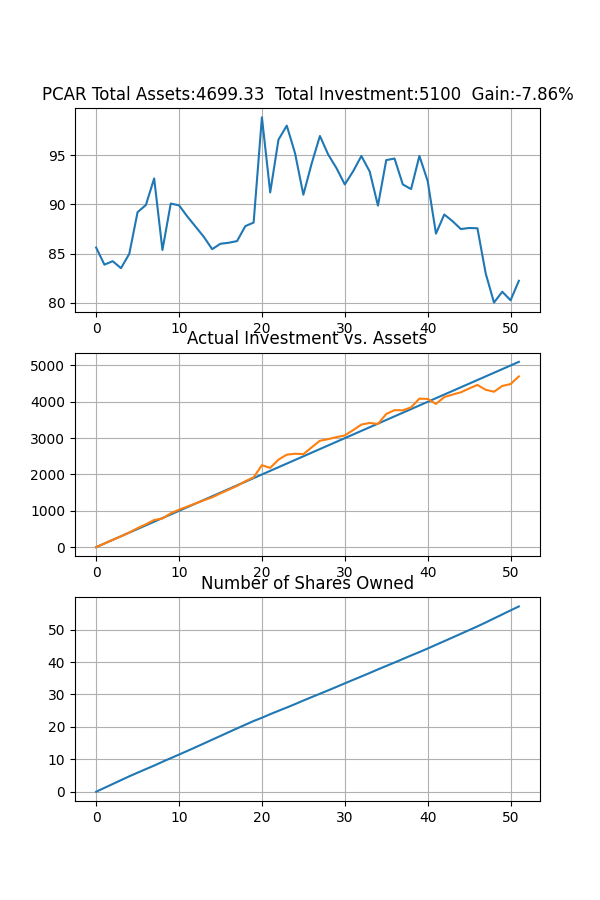 PCAR Total Assets:4699.33  Total Investment:5100  Gain:-7.86%
95
90
85
80
0 10 20 30 40 50
Actual Investment vs. Assets
5000
4000
3000
2000
1000
0
0 10 20 30 40 50
Number of Shares Owned
50
40
30
20
10
0
0 10 20 30 40 50